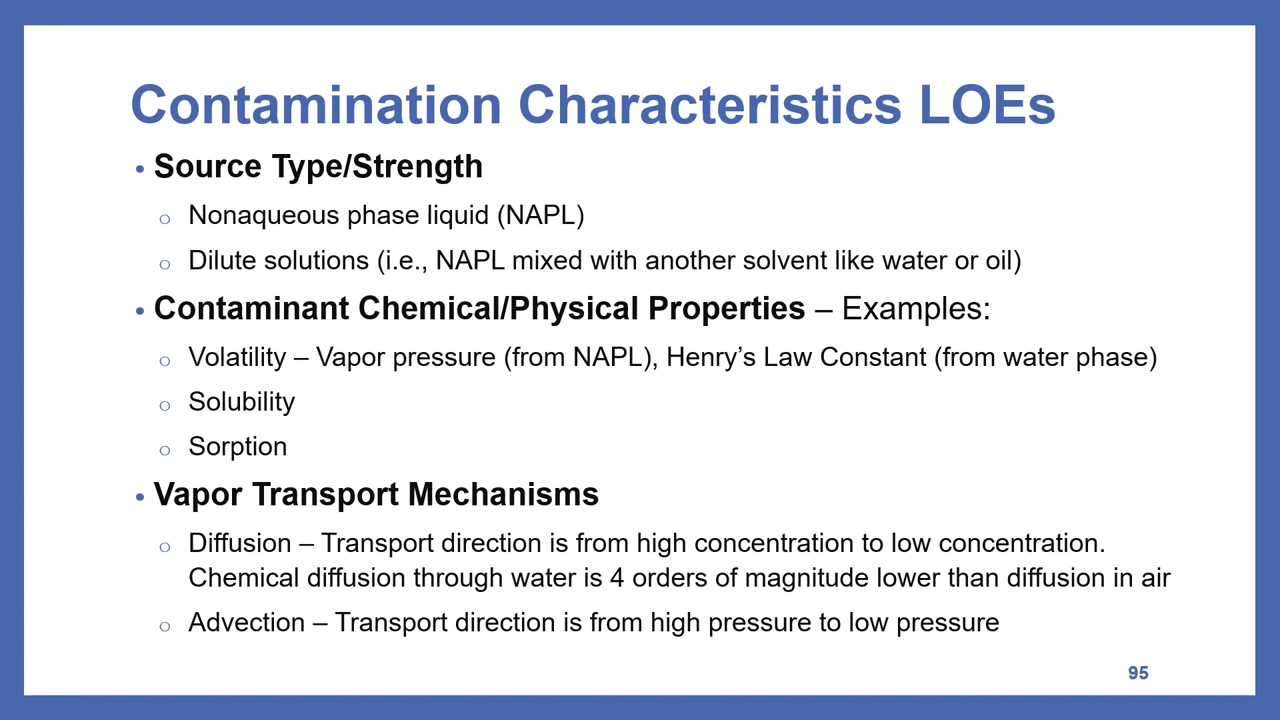 Contamination Characteristics LOEs
• Source Type/Strength
o Nonaqueous phase liquid (NAPL)
o Dilute solutions (i.e., NAPL mixed with another solvent like water or oil)
• Contaminant Chemical/Physical Properties – Examples:
o Volatility – Vapor pressure (from NAPL), Henry’s Law Constant (from water phase)
o Solubility
o Sorption
• Vapor Transport Mechanisms
o Diffusion – Transport direction is from high concentration to low concentration.
Chemical diffusion through water is 4 orders of magnitude lower than diffusion in air
o Advection – Transport direction is from high pressure to low pressure
95